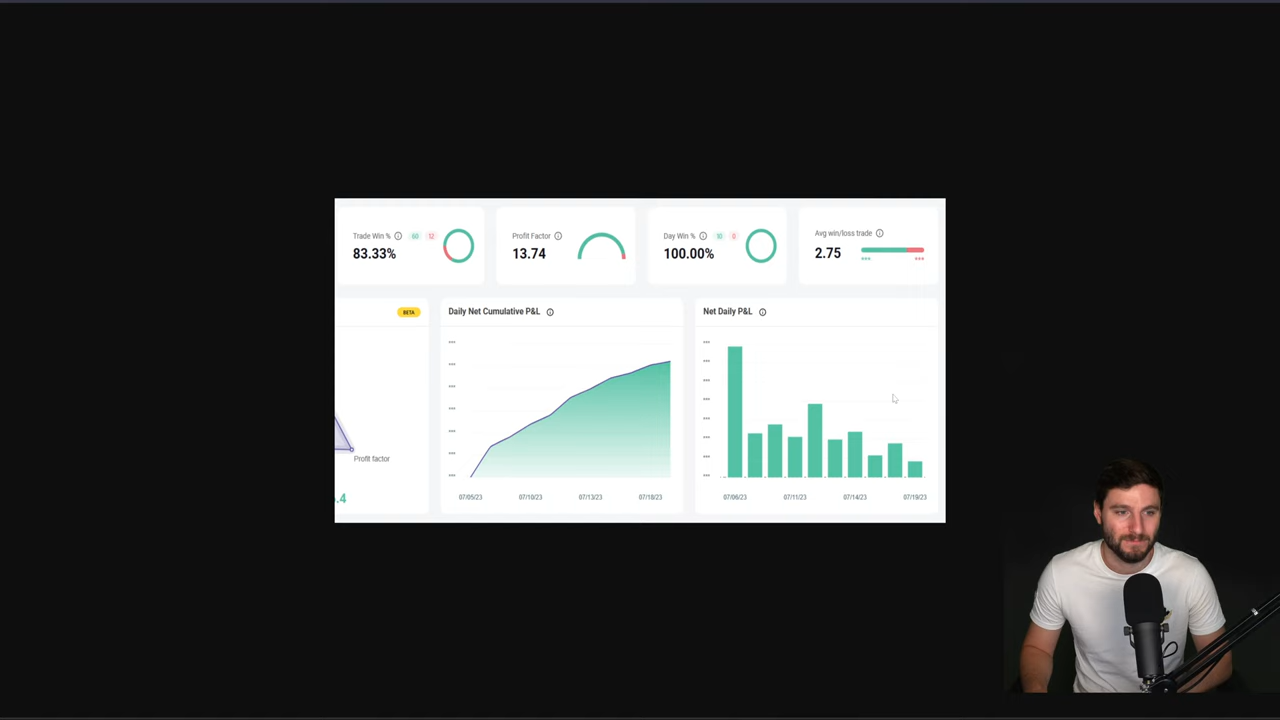 Trade Win % 60 12
83.33%
Profit Factor
13.74
Day Win % 10 0
100.00%
Avg win/loss trade
2.75
BETA
Profit factor
.4
Daily Net Cumulative P&L
07/05/23 07/10/23 07/13/23 07/18/23
Net Daily P&L
07/06/23 07/11/23 07/14/23 07/19/23